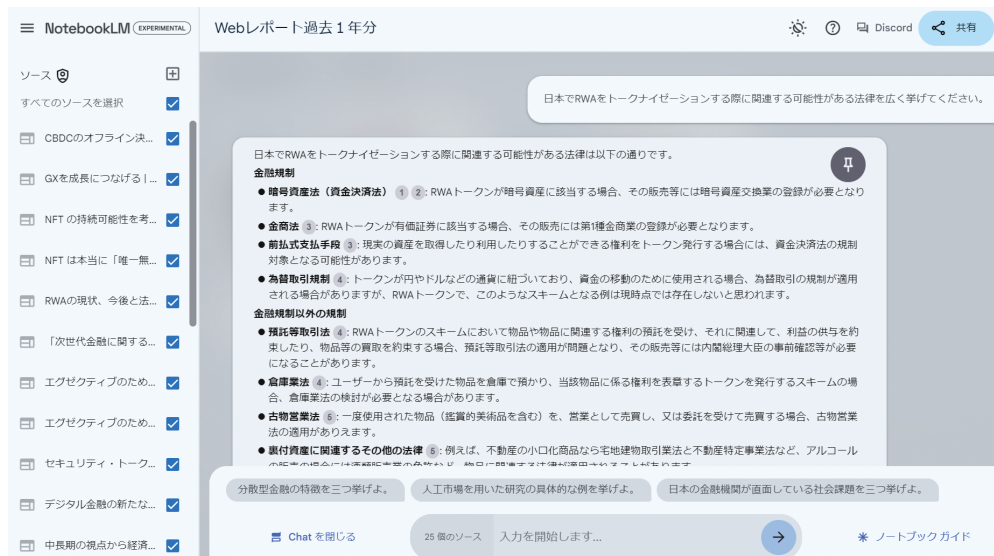 NotebookLM EXPERIMENTAL
Webレポート過去１年分
Discord
共有
ソース
すべてのソースを選択
CBDCのオフライン決...
GXを成長につなげる | ...
NFT の持続可能性を考...
NFT は本当に「唯一無...
RWAの現状、今後と法...
「次世代金融に関する...
エグゼクティブのため...
エグゼクティブのため...
セキュリティ・トーク...
デジタル金融の新たな...
中長期の視点から経済...
日本でRWAをトークナイゼーションする際に関連する可能性がある法律を広く挙げてください。
日本でRWAをトークナイゼーションする際に関連する可能性がある法律は以下の通りです。
金融規制
● 暗号資産法（資金決済法） 1 2 : RWAトークンが暗号資産に該当する場合、その販売等には暗号資産交換業の登録が必要となり
ます。
● 金商法 3 : RWAトークンが有価証券に該当する場合、その販売には第1種金商業の登録が必要となります。
● 前払式支払手段 3 : 現実の資産を取得したり利用したりすることができる権利をトークン発行する場合には、資金決済法の規制
対象となる可能性があります。
● 為替取引規制 4 : トークンが円やドルなどの通貨に紐づいており、資金の移動のために使用される場合、為替取引の規制が適用
される場合がありますが、RWAトークンで、このようなスキームとなる例は現時点では存在しないと思われます。
金融規制以外の規制
● 預託等取引法 4 : RWAトークンのスキームにおいて物品や物品に関連する権利の預託を受け、それに関連して、利益の供与を約
束したり、物品等の買取を約束する場合、預託等取引法の適用が問題となり、その販売等には内閣総理大臣の事前確認等が必要
になることがあります。
● 倉庫業法 4 : ユーザーから預託を受けた物品を倉庫で預かり、当該物品に係る権利を表章するトークンを発行するスキームの場
合、倉庫業法の検討が必要となる場合があります。
● 古物営業法 5 : 一度使用された物品（鑑賞的美術品を含む）を、営業として売買し、又は委託を受けて売買する場合、古物営業
法の適用がありえます。
● 裏付資産に関連するその他の法律 5 : 例えば、不動産の小口化商品なら宅地建物取引業法と不動産特定事業法など、アルコール
分散型金融の特徴を三つ挙げよ。
人工市場を用いた研究の具体的な例を挙げよ。
日本の金融機関が直面している社会課題を三つ挙げよ。
Chat を閉じる
25 個のソース
入力を開始します...
ノートブック ガイド